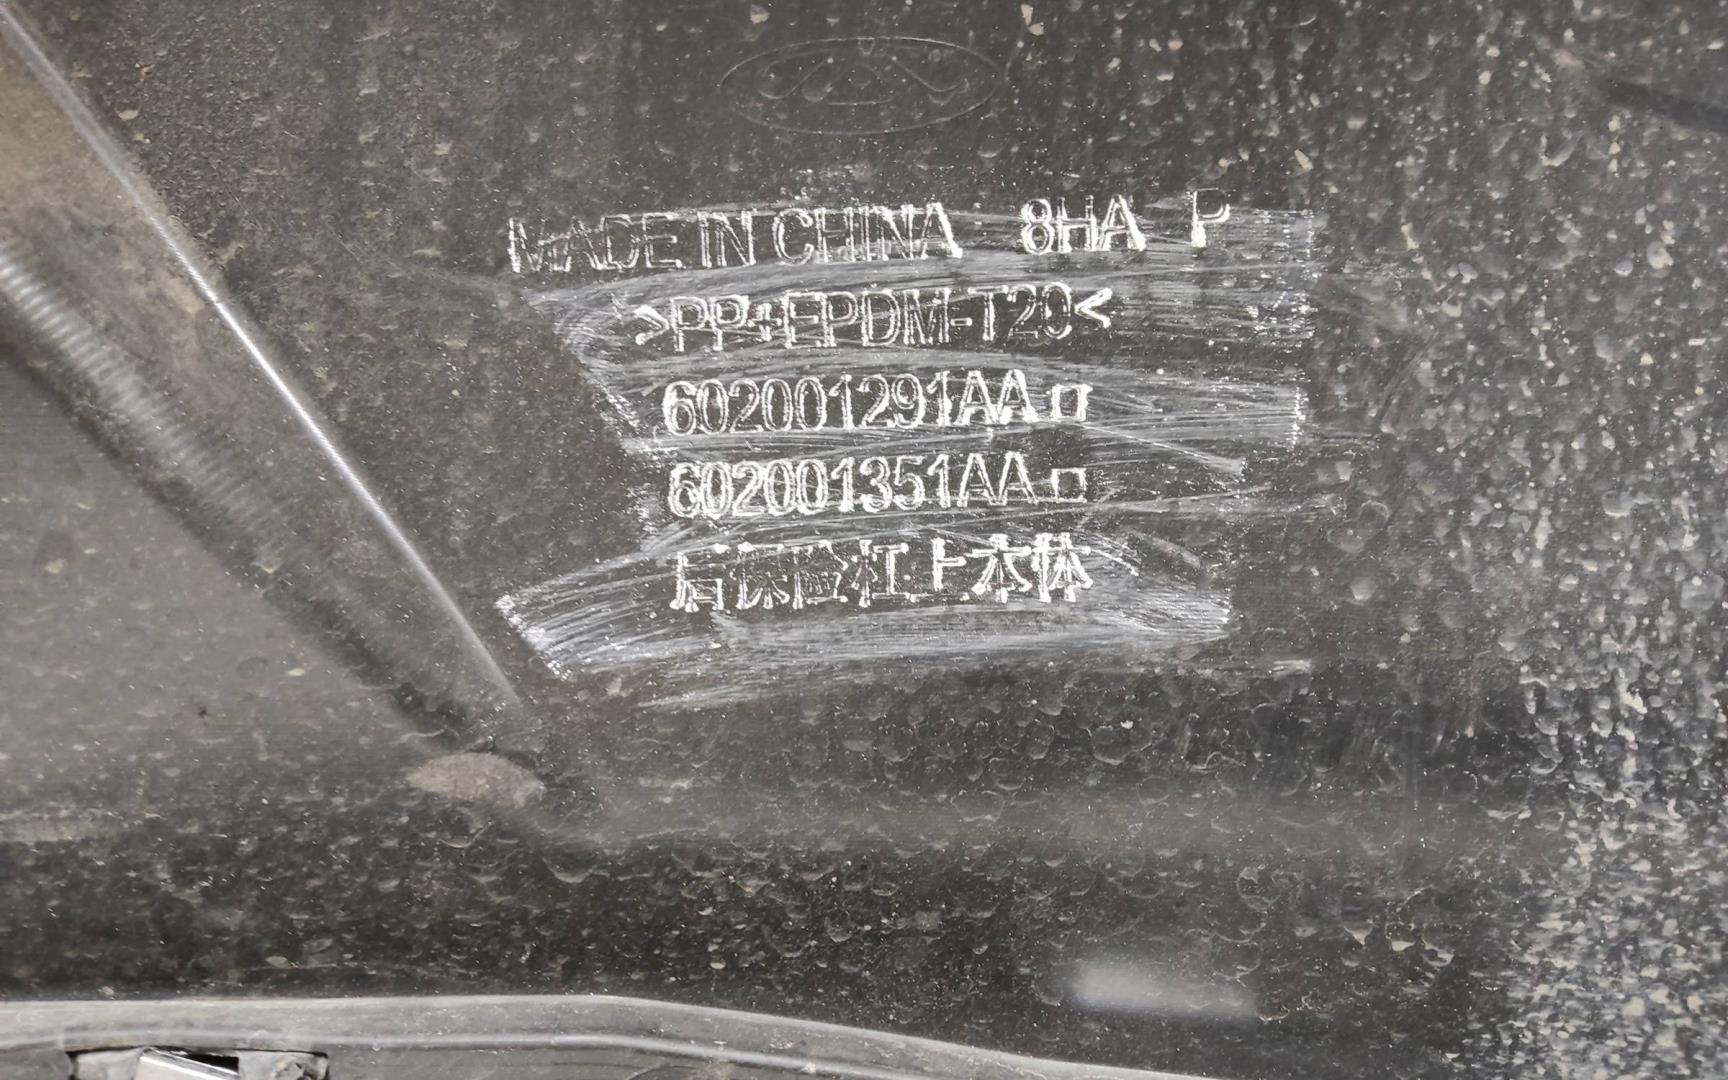 MADE IN CHINA 8HA P
>PP+EPDM-T20<
602001291AA□
602001351AA□
后保险杠上本体